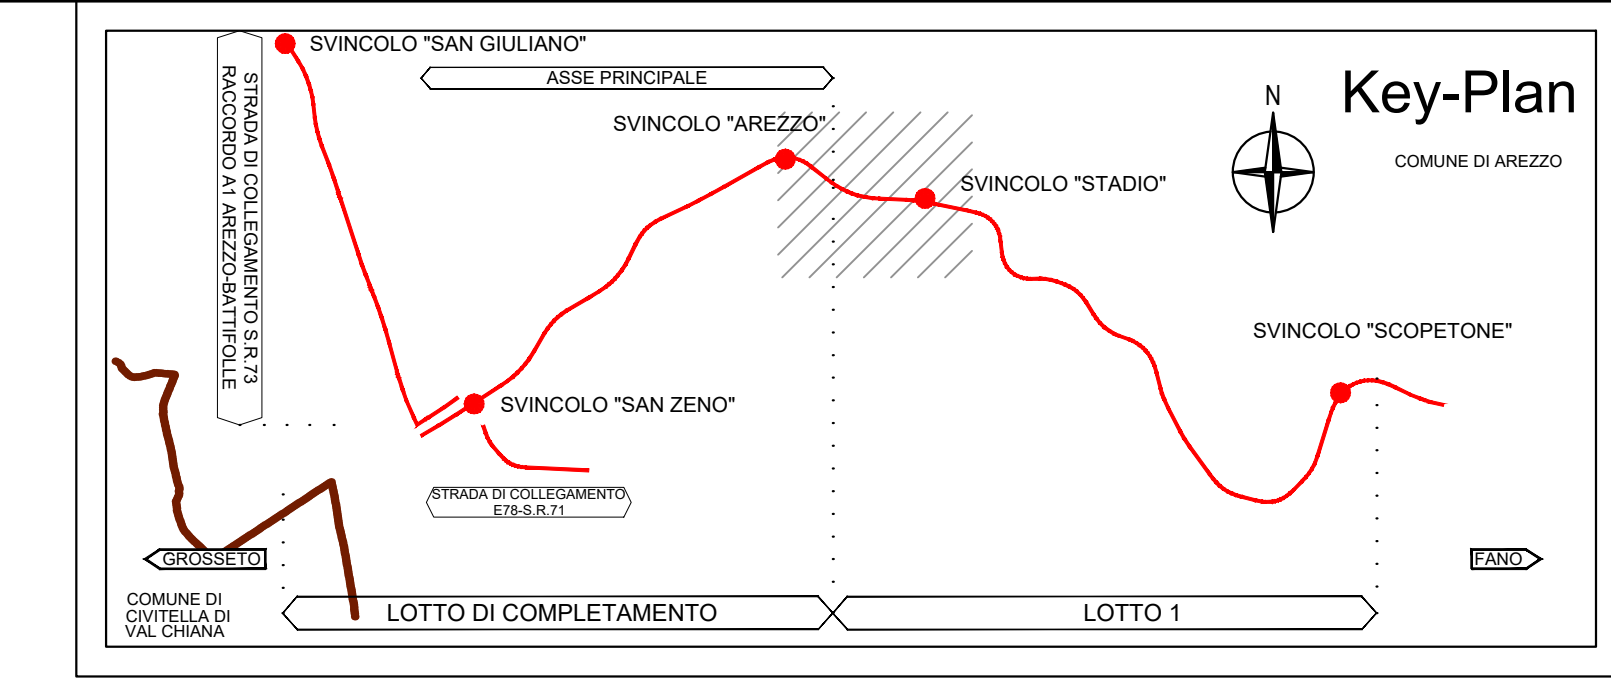 SVINCOLO "SAN GIULIANO"
ASSE PRINCIPALE
Key-Plan
N
SVINCOLO "AREZZO"
COMUNE DI AREZZO
SVINCOLO "STADIO"
STRADA DI COLLEGAMENTO S.R.73
RACCORDO A1 AREZZO-BATTIFOLLE
SVINCOLO "SCOPETONE"
SVINCOLO "SAN ZENO"
STRADA DI COLLEGAMENTO
E78-S.R.71
GROSSETO
FANO
COMUNE DI
CIVITELLA DI
VAL CHIANA
LOTTO DI COMPLETAMENTO
LOTTO 1